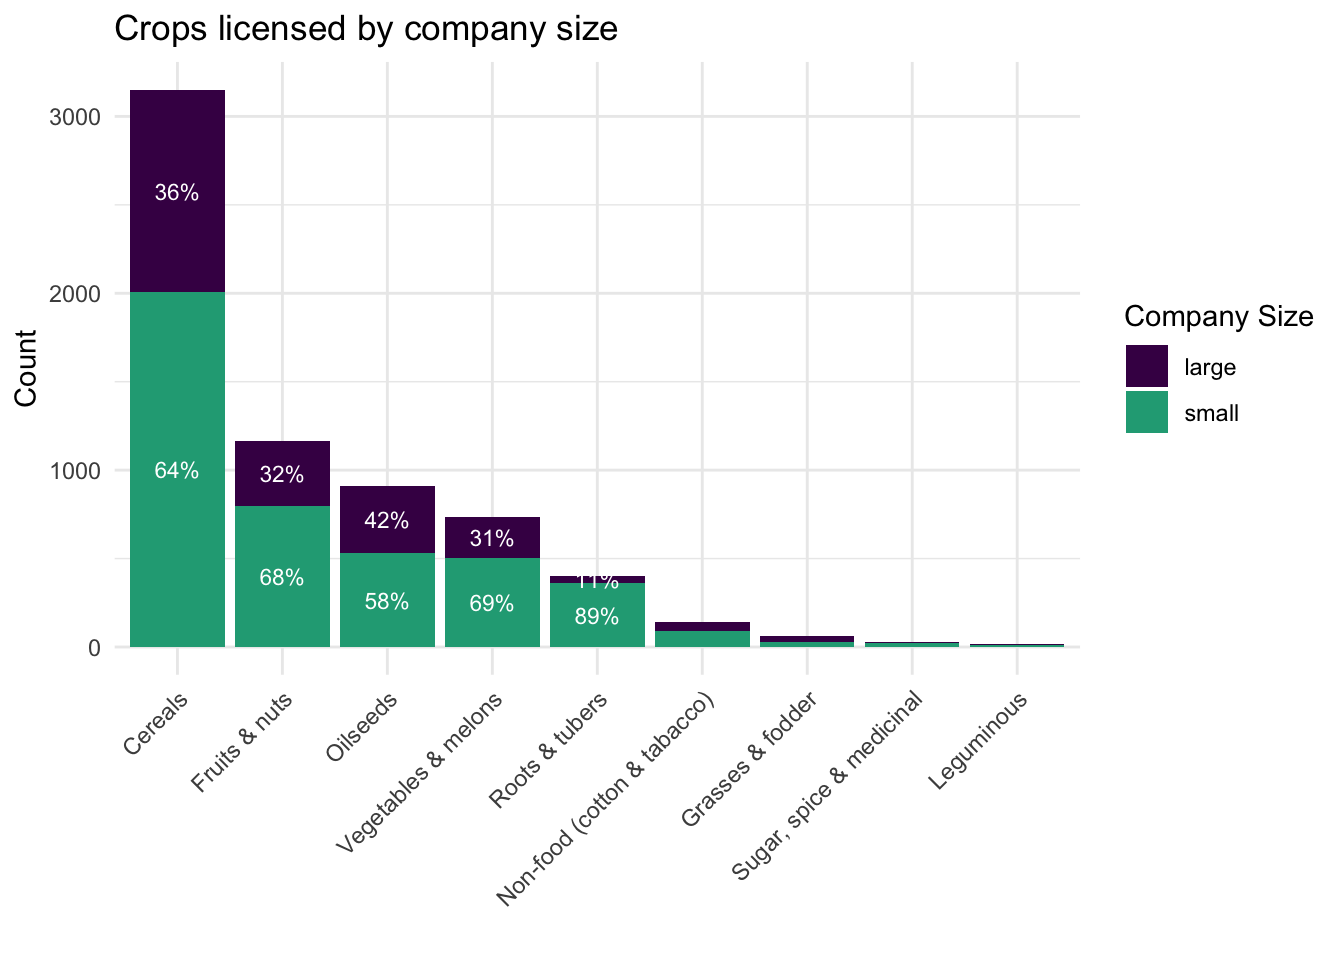 Crops licensed by company size
Count
3000
2000
1000
0
36%
64%
32%
68%
42%
58%
31%
69%
11%
89%
Cereals
Fruits & nuts
Oilseeds
Vegetables & melons
Roots & tubers
Non-food (cotton & tabacco)
Grasses & fodder
Sugar, spice & medicinal
Leguminous
Company Size
large
small